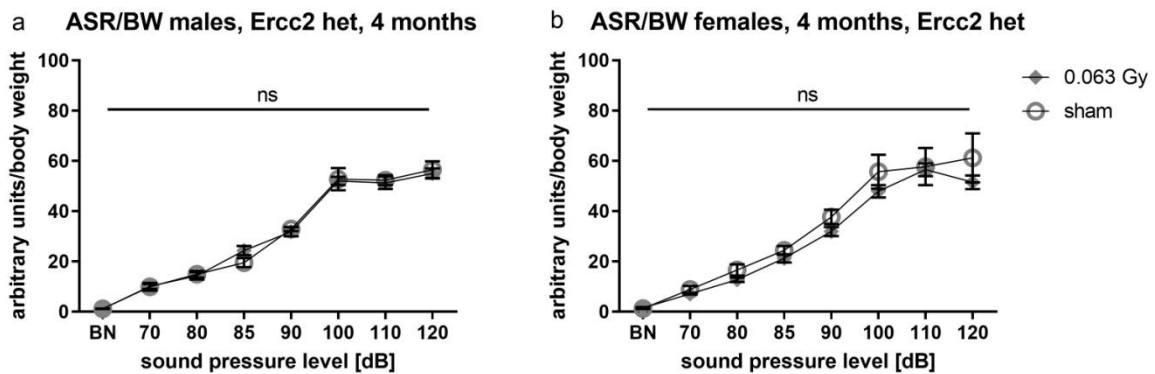 a ASR/BW males, Ercc2 het, 4 months
arbitrary units/body weight
100
80
60
40
20
0
ns
BN 70 80 85 90 100 110 120
sound pressure level [dB]
b ASR/BW females, 4 months, Ercc2 het
arbitrary units/body weight
100
80
60
40
20
0
ns
BN 70 80 85 90 100 110 120
sound pressure level [dB]
0.063 Gy
sham